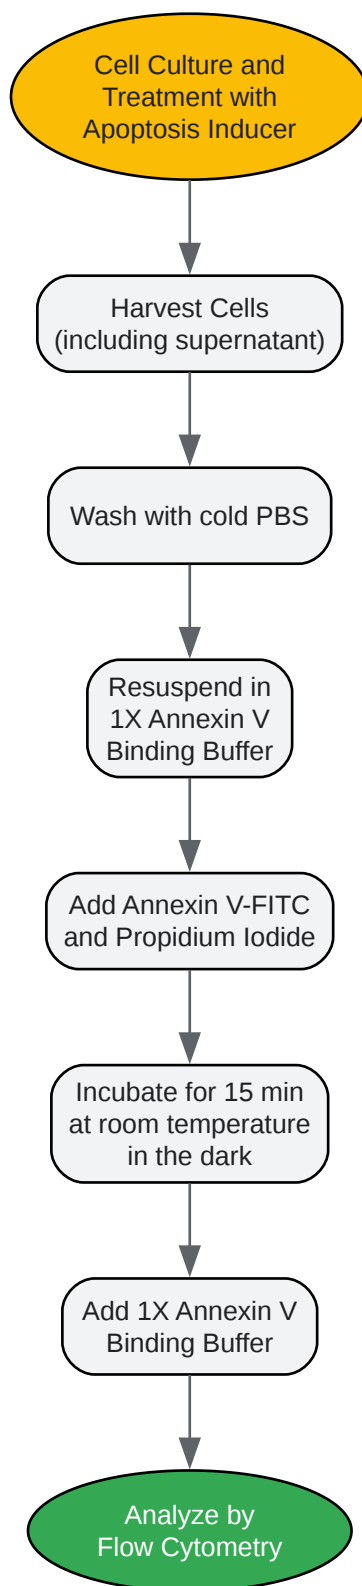 Cell Culture and
Treatment with
Apoptosis Inducer
Harvest Cells
(including supernatant)
Wash with cold PBS
Resuspend in
1X Annexin V
Binding Buffer
Add Annexin V-FITC
and Propidium Iodide
Incubate for 15 min
at room temperature
in the dark
Add 1X Annexin V
Binding Buffer
Analyze by
Flow Cytometry